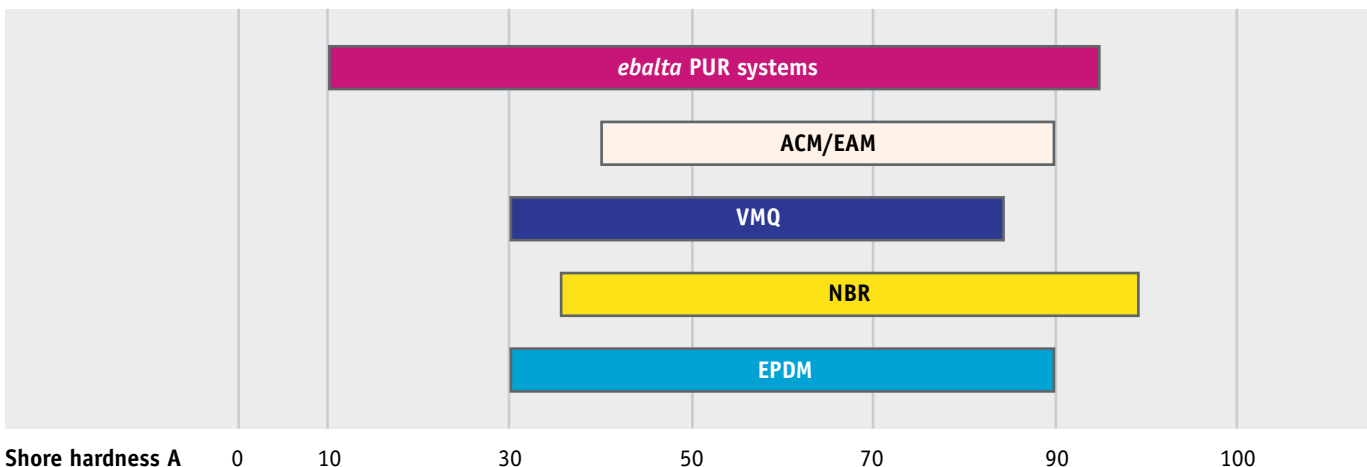 ebalta PUR systems
ACM/EAM
VMQ
NBR
EPDM
Shore hardness A 0 10 30 50 70 90 100